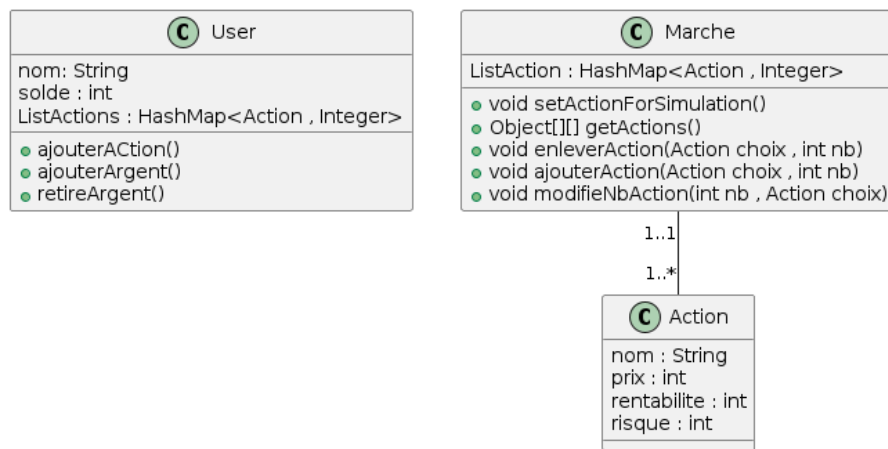 C User
nom: String
solde : int
ListActions : HashMap<Action , Integer>
ajouterACtion()
ajouterArgent()
retireArgent()
C Marche
ListAction : HashMap<Action , Integer>
void setActionForSimulation()
Object[][] getActions()
void enleverAction(Action choix , int nb)
void ajouterAction(Action choix , int nb)
void modifieNbAction(int nb , Action choix)
1..1
1..*
C Action
nom : String
prix : int
rentabilite : int
risque : int